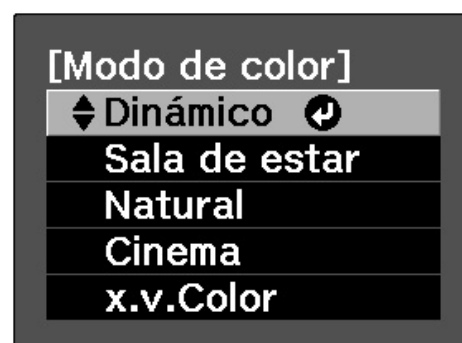 [Modo de color]
Dinámico
Sala de estar
Natural
Cinema
x.v.Color